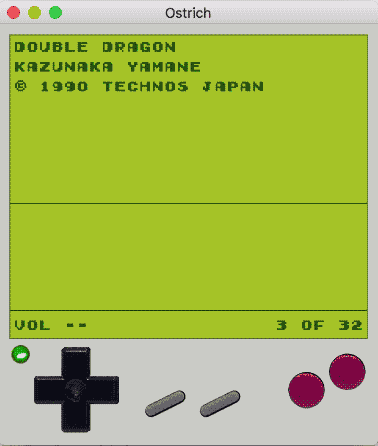 Ostrich
DOUBLE DRAGON
KAZUNAKA YAMANE
© 1990 TECHNOS JAPAN
VOL -- 3 OF 32